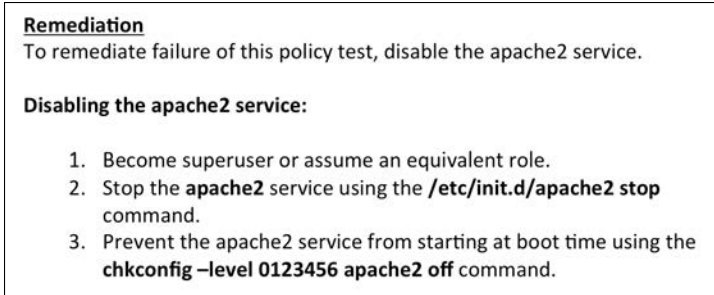 Remediation
To remediate failure of this policy test, disable the apache2 service.
Disabling the apache2 service:
1. Become superuser or assume an equivalent role.
2. Stop the apache2 service using the /etc/init.d/apache2 stop
command.
3. Prevent the apache2 service from starting at boot time using the
chkconfig –level 0123456 apache2 off command.